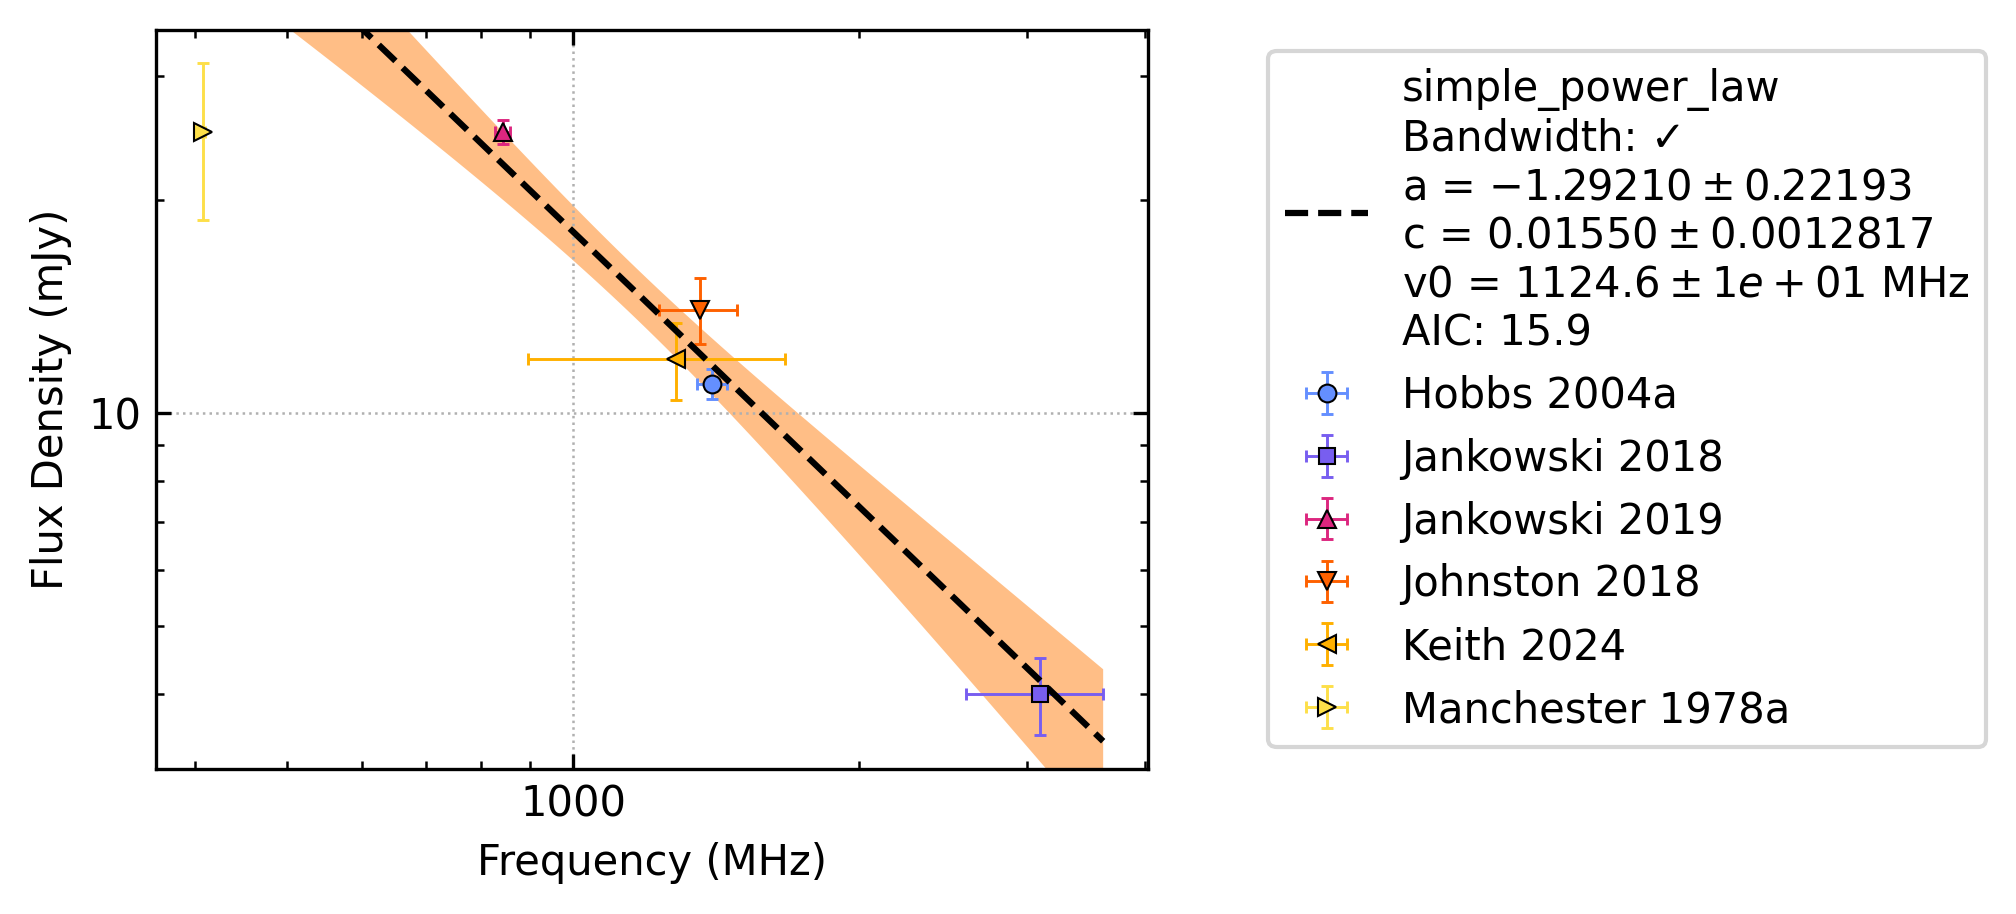 Flux Density (mJy)
10
1000
Frequency (MHz)
simple_power_law
Bandwidth: ✓
a = −1.29210 ± 0.22193
c = 0.01550 ± 0.0012817
v0 = 1124.6 ± 1e + 01 MHz
AIC: 15.9
Hobbs 2004a
Jankowski 2018
Jankowski 2019
Johnston 2018
Keith 2024
Manchester 1978a